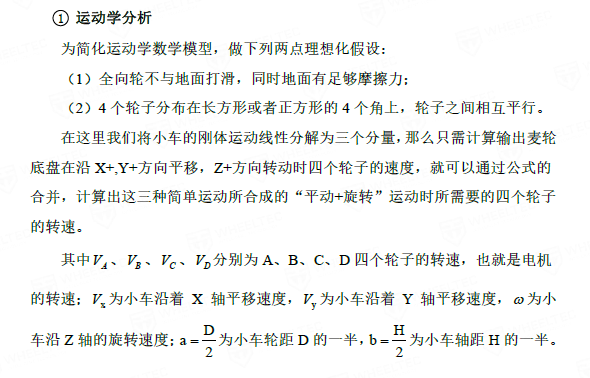 ① 运动学分析
为简化运动学数学模型，做下列两点理想化假设：
（1）全向轮不与地面打滑，同时地面有足够摩擦力；
（2）4 个轮子分布在长方形或者正方形的 4 个角上，轮子之间相互平行。
在这里我们将小车的刚体运动线性分解为三个分量，那么只需计算输出麦轮
底盘在沿 X+,Y+方向平移，Z+方向转动时四个轮子的速度，就可以通过公式的
合并，计算出这三种简单运动所合成的“平动+旋转”运动时所需要的四个轮子
的转速。
其中 V_A 、 V_B 、 V_C 、 V_D 分别为 A、B、C、D 四个轮子的转速，也就是电机
的转速； V_x 为小车沿着 X 轴平移速度， V_y 为小车沿着 Y 轴平移速度， ω 为小
车沿 Z 轴的旋转速度； a = D/2 为小车轮距 D 的一半， b = H/2 为小车轴距 H 的一半。